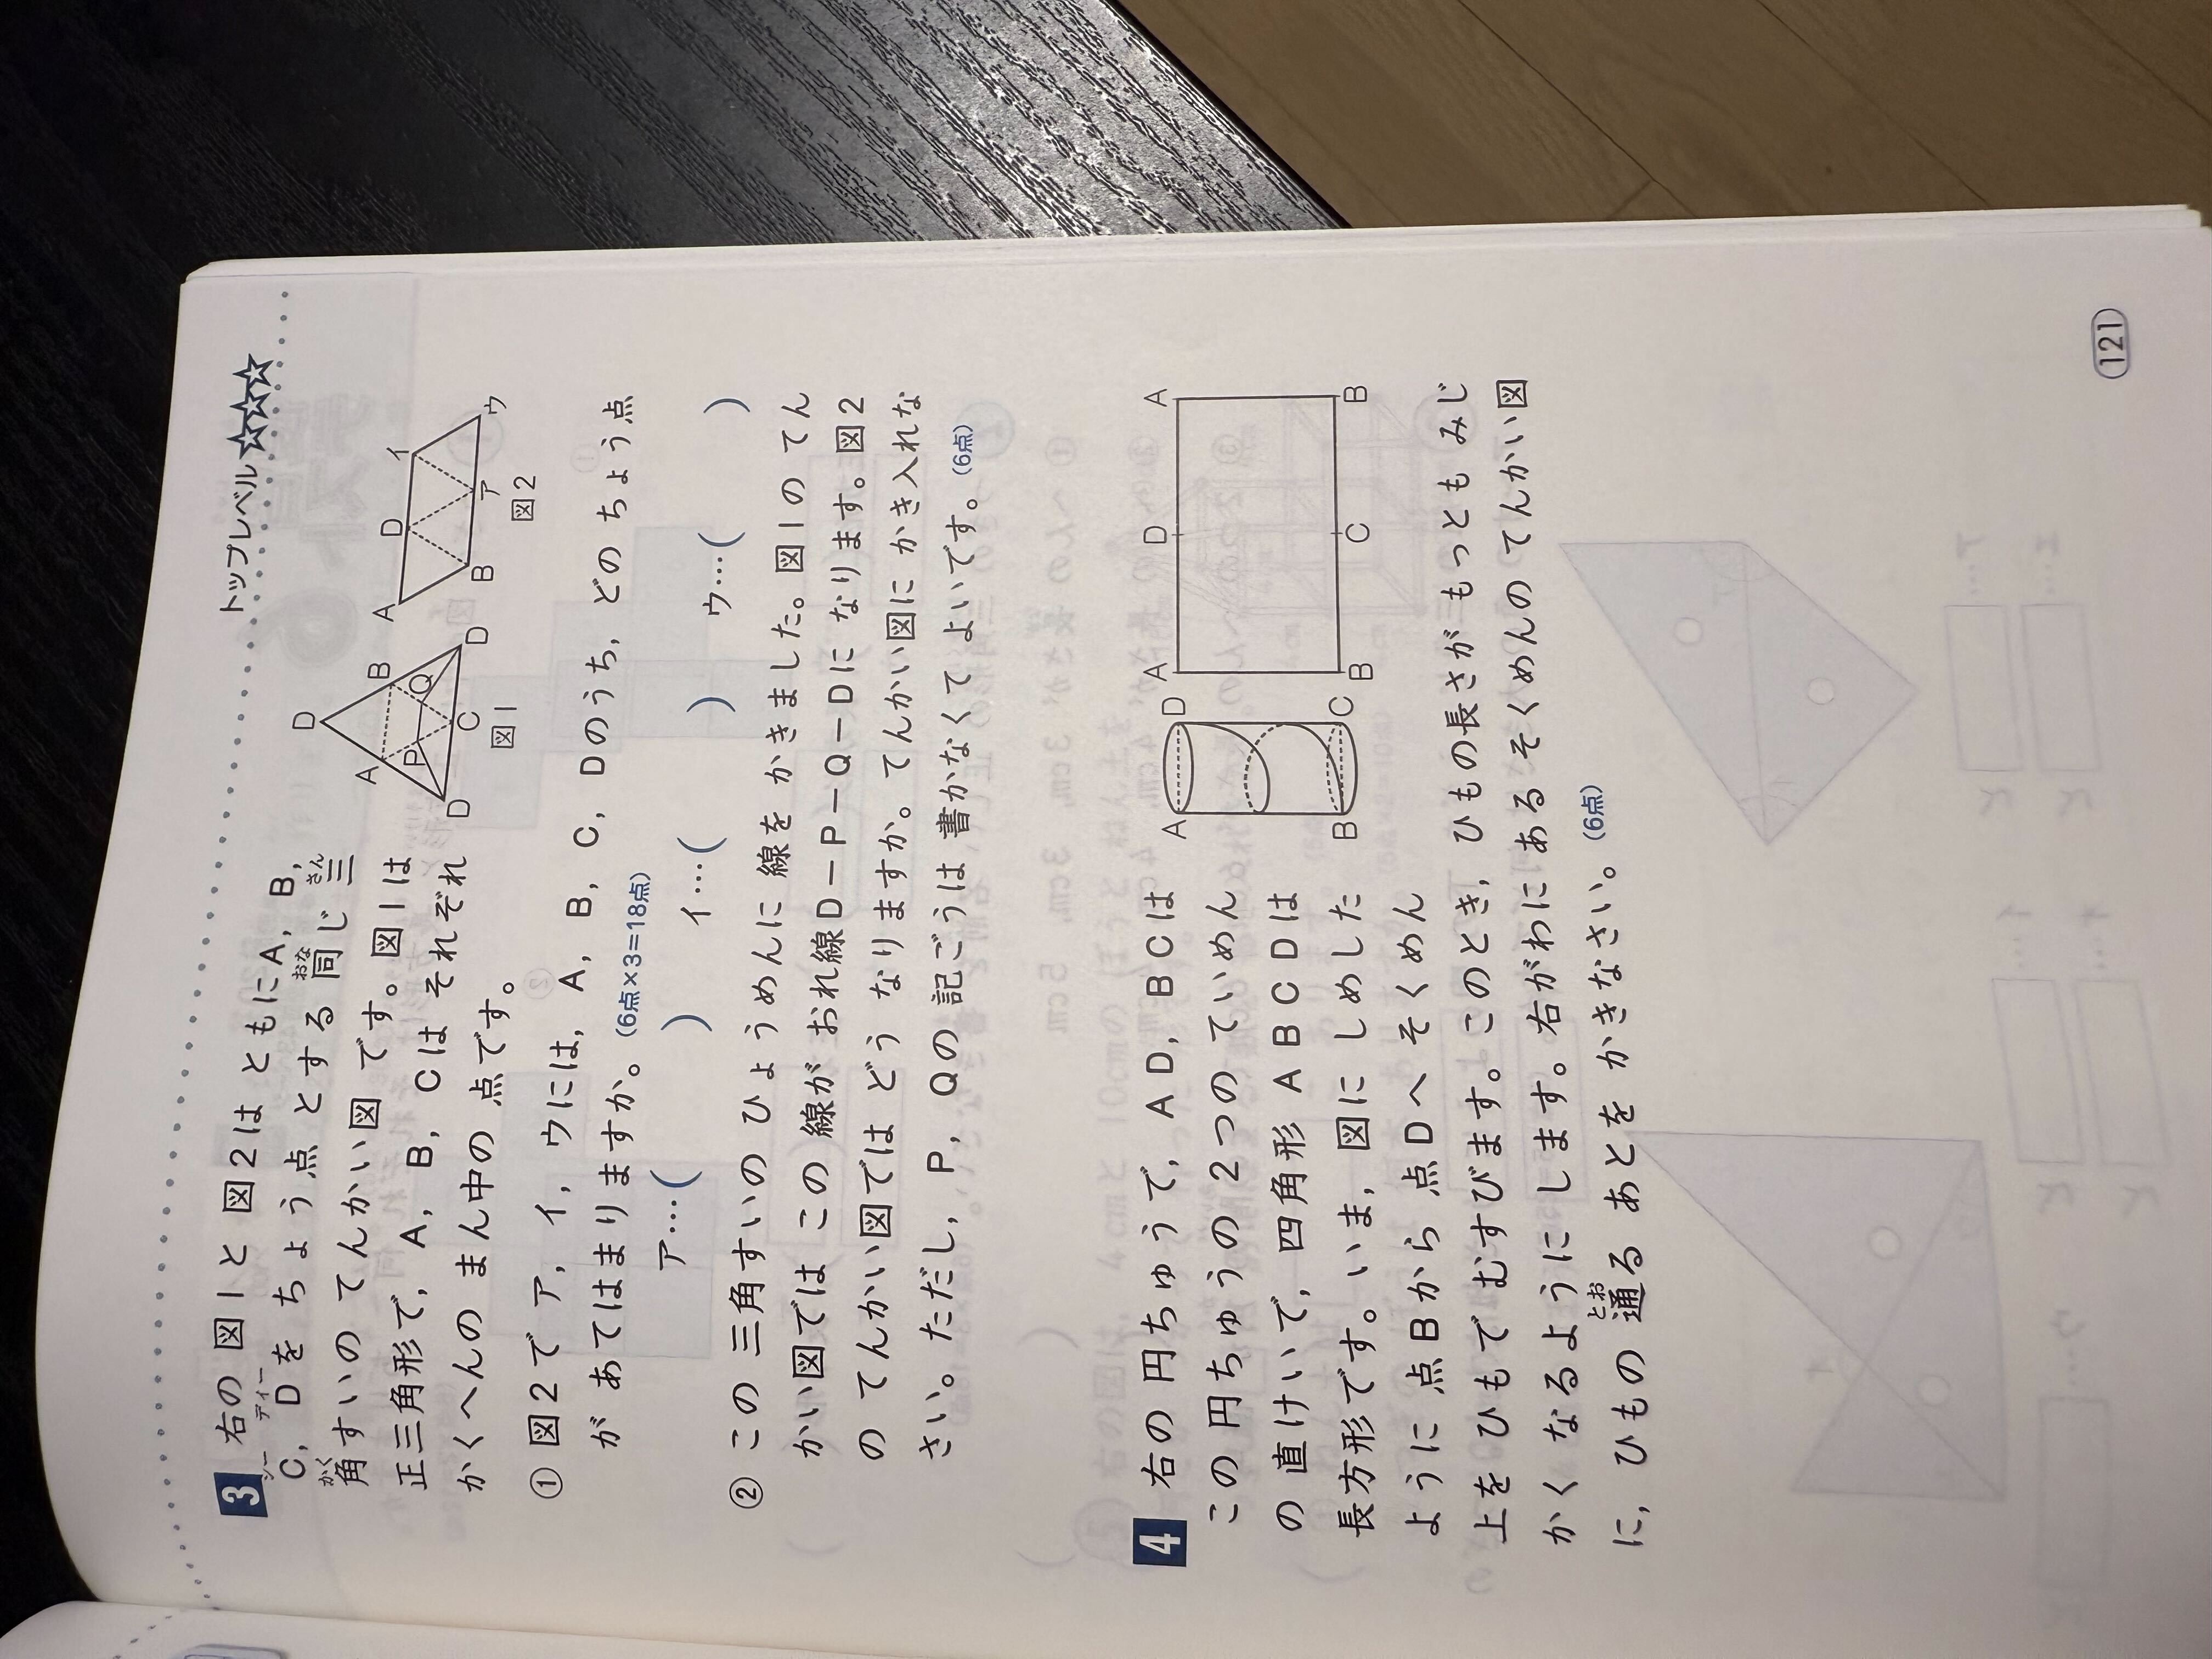 トップレベル☆☆☆
3 右の 図1と 図2は ともにA, B,
C, Dを ちょう点 とする 同じ 三
角すいの てんかい図 です。図1は
正三角形で, A, B, Cは それぞれ
かくへんの まん中の 点です。
D
A
B
P
Q
D
C
D
図1
A
D
イ
B
ア
ウ
図2
① 図2で ア, イ, ウには, A, B, C, Dのうち, どの ちょう点
が あてはまりますか。(6点×3=18点)
ア…( ) イ…( ) ウ…( )
② この 三角すいの ひょうめんに 線を かきました。図1の てん
かい図では この 線が おれ線D－P－Q－Dに なります。図2
の てんかい図では どう なりますか。てんかい図に かき入れな
さい。ただし, P, Qの 記ごうは 書かなくて よいです。(6点)
4 右の 円ちゅうで, AD, BCは
この 円ちゅうの 2つの ていめん
の 直けいで, 四角形 ABCDは
長方形です。いま, 図に しめした
ように 点Bから 点Dへ そくめん
上を ひもで むすびます。このとき, ひもの長さが もっとも みじ
かく なるようにします。右がわに ある そくめんの てんかい図
に, ひもの 通る あとを かきなさい。(6点)
A
D
B
C
A
D
A
B
C
B
121